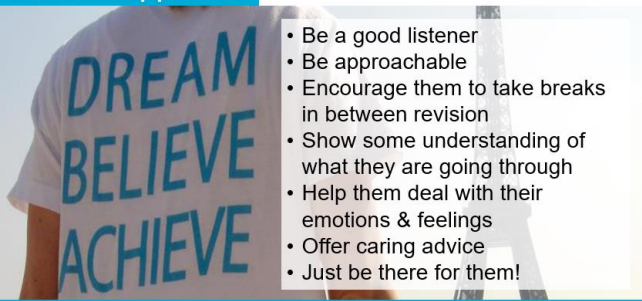 DREAM
BELIEVE
ACHIEVE
• Be a good listener
• Be approachable
• Encourage them to take breaks
in between revision
• Show some understanding of
what they are going through
• Help them deal with their
emotions & feelings
• Offer caring advice
• Just be there for them!